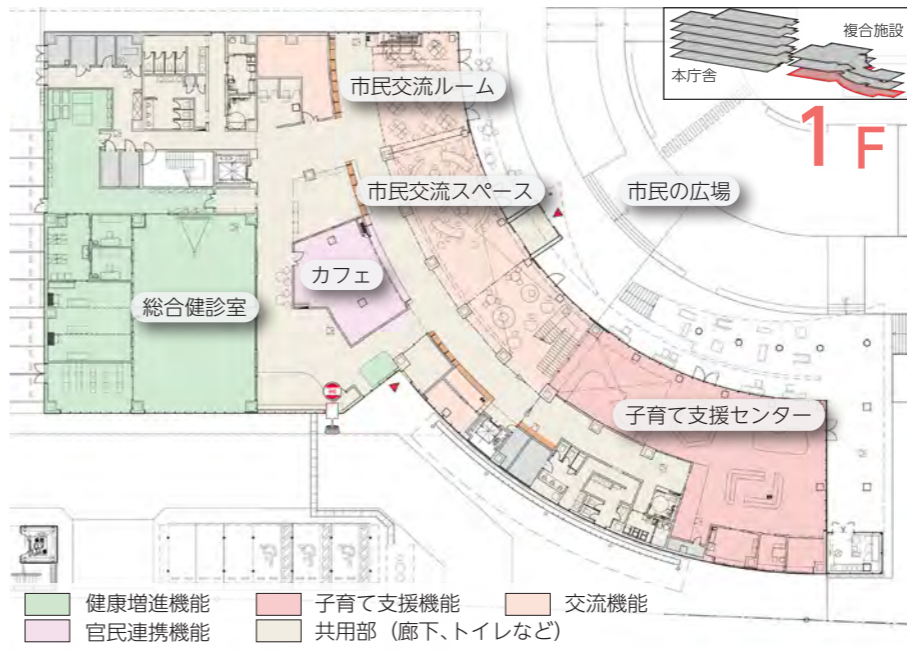 複合施設
本庁舎
1F
市民交流ルーム
市民交流スペース
市民の広場
カフェ
総合健診室
子育て支援センター
健康増進機能
子育て支援機能
交流機能
官民連携機能
共用部（廊下、トイレなど）